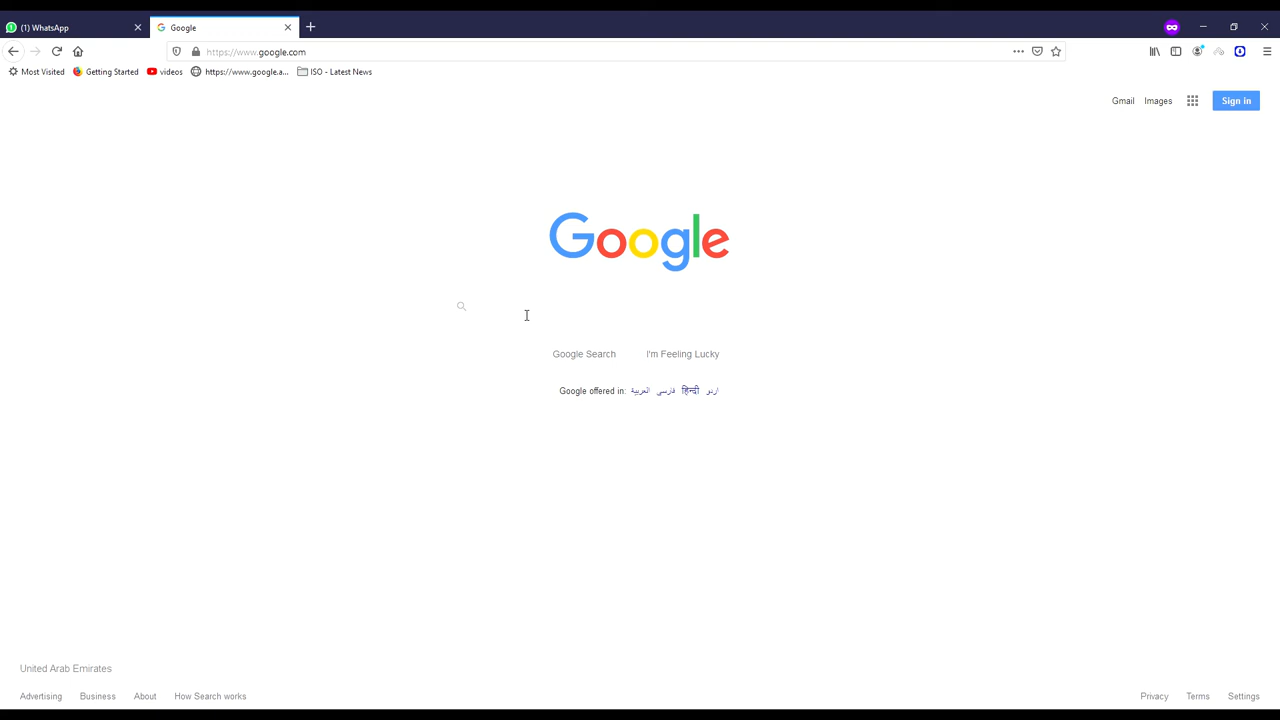 (1) WhatsApp
Google
https://www.google.com
Most Visited
Getting Started
videos
https://www.google.a...
ISO - Latest News
Gmail
Images
Sign in
Google
Google Search
I'm Feeling Lucky
Google offered in: العربية فارسی हिन्दी اردو
United Arab Emirates
Advertising
Business
About
How Search works
Privacy
Terms
Settings